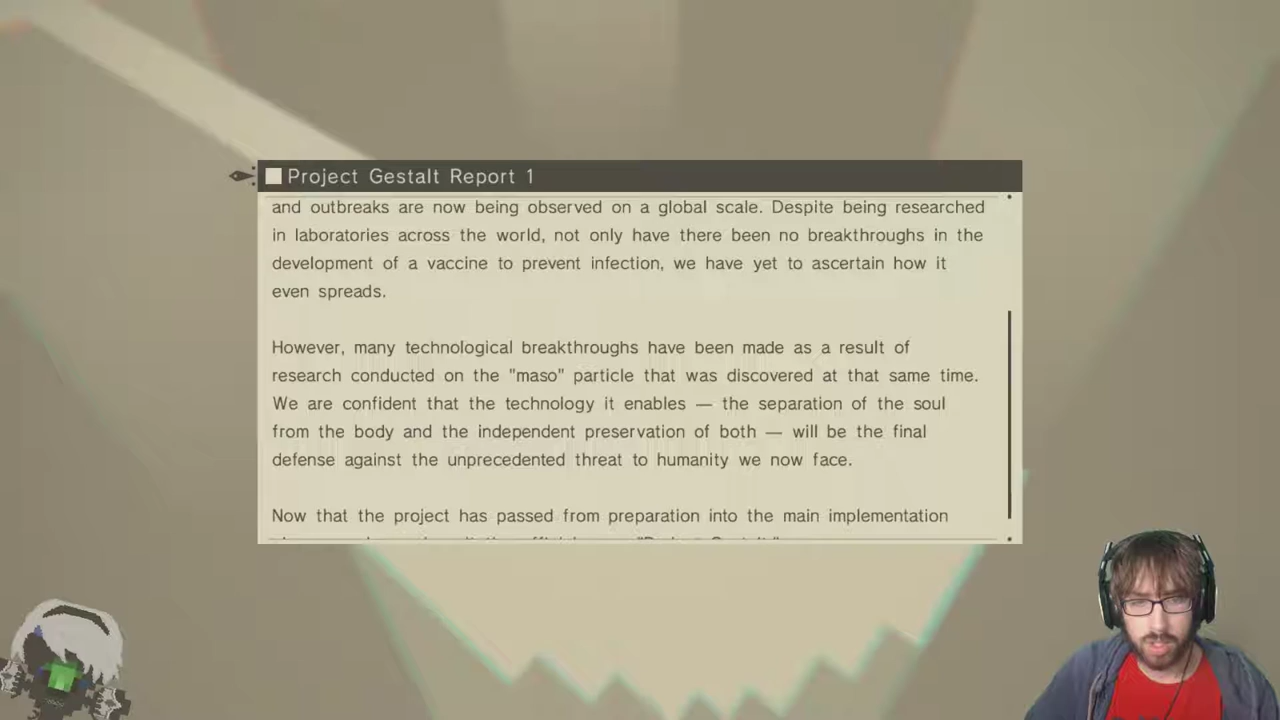 Project Gestalt Report 1
and outbreaks are now being observed on a global scale. Despite being researched
in laboratories across the world, not only have there been no breakthroughs in the
development of a vaccine to prevent infection, we have yet to ascertain how it
even spreads.
However, many technological breakthroughs have been made as a result of
research conducted on the "maso" particle that was discovered at that same time.
We are confident that the technology it enables — the separation of the soul
from the body and the independent preservation of both — will be the final
defense against the unprecedented threat to humanity we now face.
Now that the project has passed from preparation into the main implementation